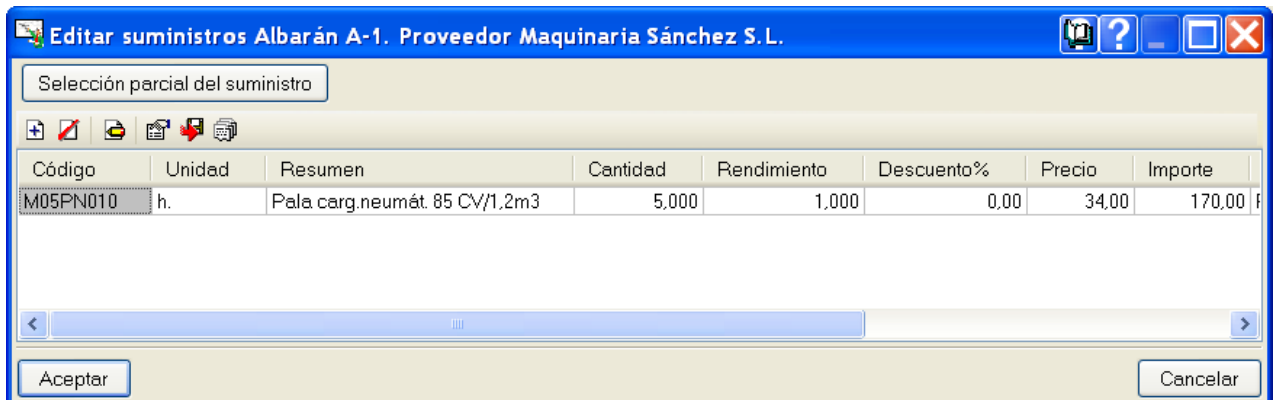 Editar suministros Albarán A-1. Proveedor Maquinaria Sánchez S.L.
Selección parcial del suministro
Código Unidad Resumen Cantidad Rendimiento Descuento% Precio Importe
M05PN010 h. Pala carg.neumát. 85 CV/1,2m3 5,000 1,000 0,00 34,00 170,00
Aceptar Cancelar